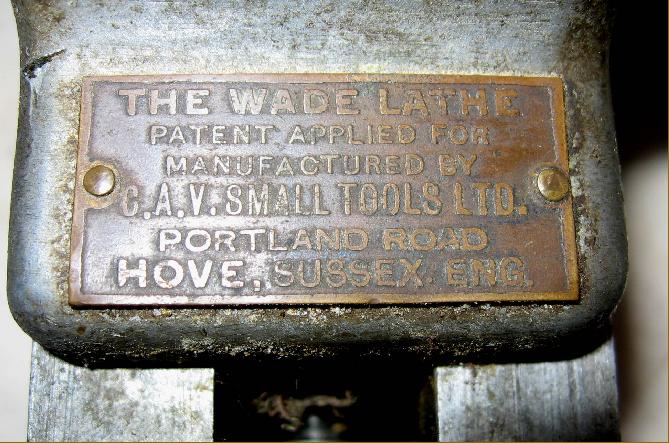 THE WADE LATHE
PATENT APPLIED FOR
MANUFACTURED BY
C.A.V. SMALL TOOLS LTD.
PORTLAND ROAD
HOVE, SUSSEX. ENG.